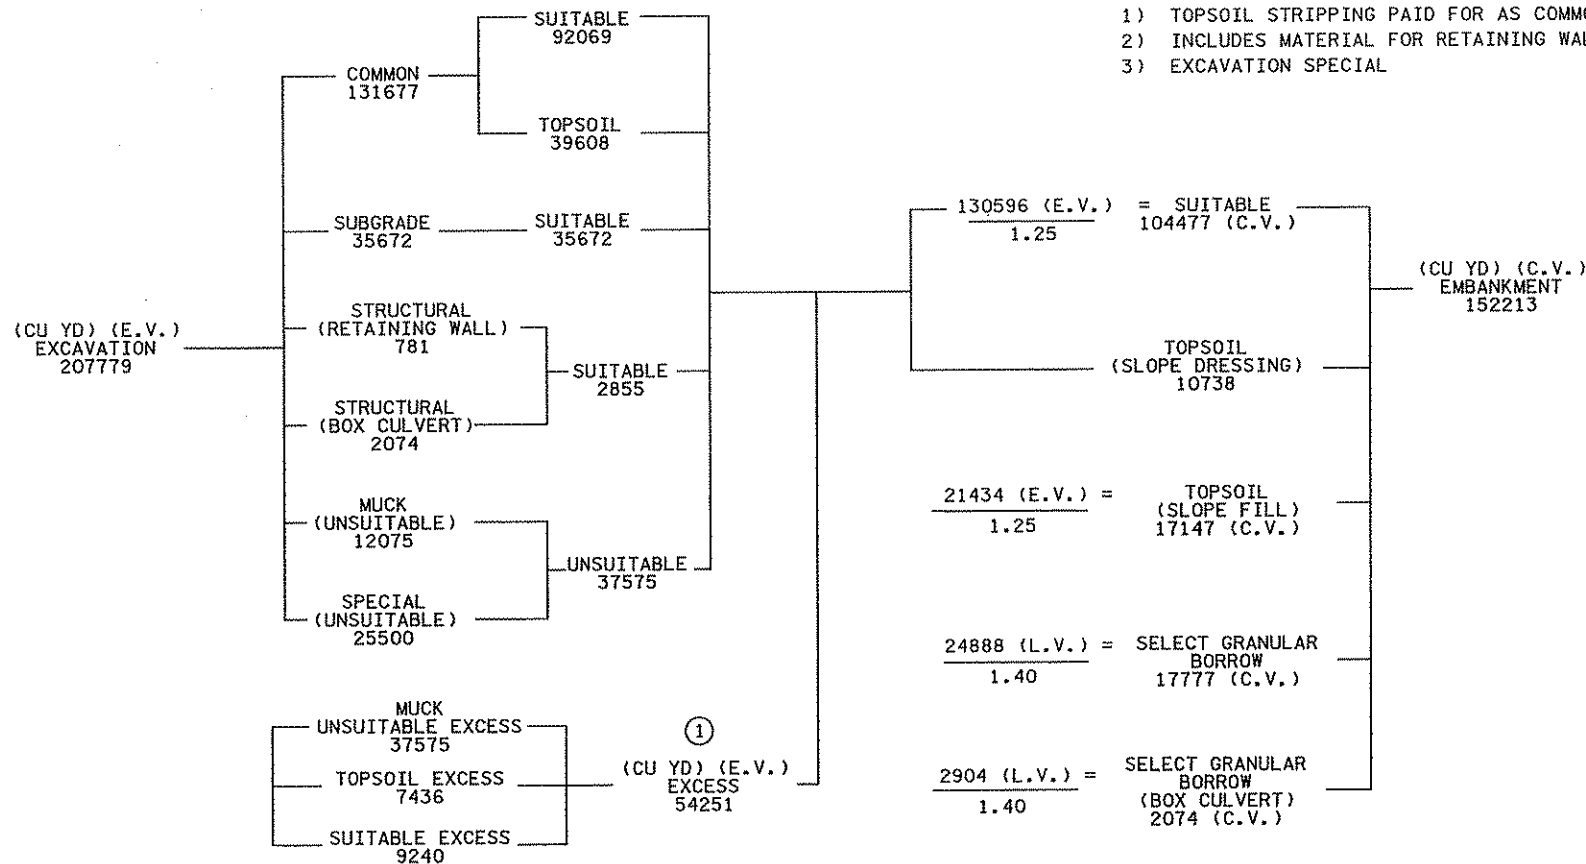 1) TOPSOIL STRIPPING PAID FOR AS
2) INCLUDES MATERIAL FOR RETAINING
3) EXCAVATION SPECIAL
(CU YD) (E.V.)
EXCAVATION
207779
COMMON
131677
SUITABLE
92069
TOPSOIL
39608
SUBGRADE
35672
SUITABLE
35672
STRUCTURAL
(RETAINING WALL)
781
STRUCTURAL
(BOX CULVERT)
2074
SUITABLE
2855
MUCK
(UNSUITABLE)
12075
SPECIAL
(UNSUITABLE)
25500
UNSUITABLE
37575
MUCK
UNSUITABLE EXCESS
37575
TOPSOIL EXCESS
7436
SUITABLE EXCESS
9240
1
(CU YD) (E.V.)
EXCESS
54251
130596 (E.V.) = SUITABLE
1.25 104477 (C.V.)
TOPSOIL
(SLOPE DRESSING)
10738
21434 (E.V.) = TOPSOIL
(SLOPE FILL)
1.25 17147 (C.V.)
24888 (L.V.) = SELECT GRANULAR
BORROW
1.40 17777 (C.V.)
2904 (L.V.) = SELECT GRANULAR
BORROW
1.40 (BOX CULVERT)
2074 (C.V.)
(CU YD) (C.V.)
EMBANKMENT
152213